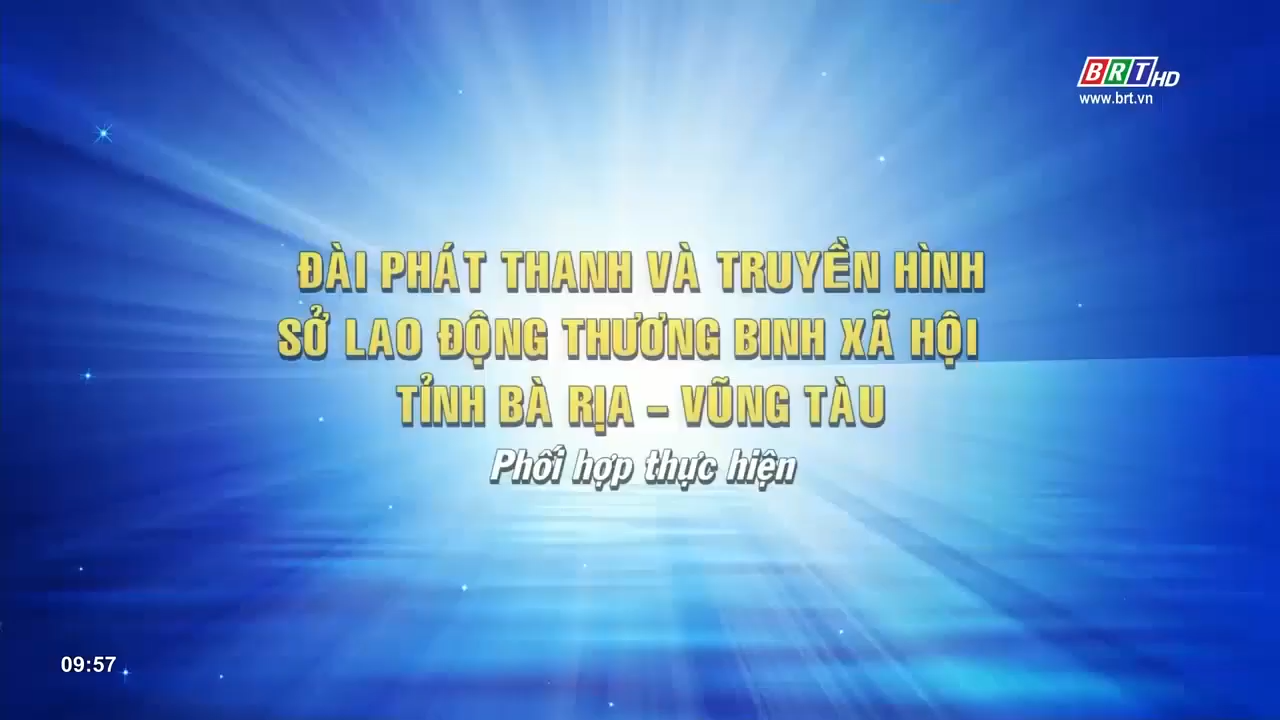 BRT HD
www.brt.vn
ĐÀI PHÁT THANH VÀ TRUYỀN HÌNH
SỞ LAO ĐỘNG THƯƠNG BINH XÃ HỘI
TỈNH BÀ RỊA – VŨNG TÀU
Phối hợp thực hiện
09:57